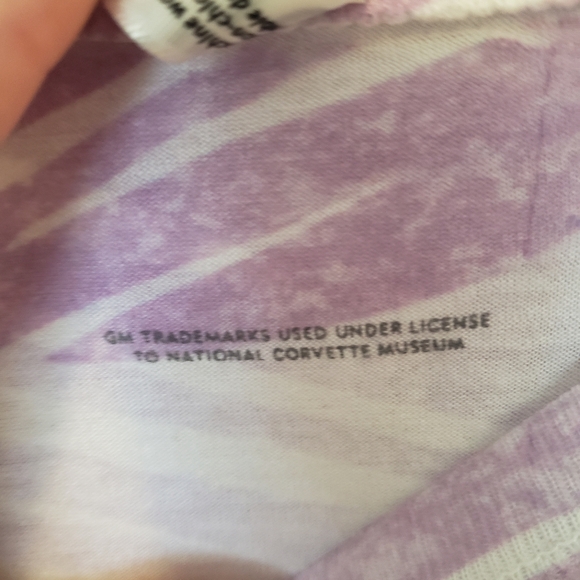 GM TRADEMARKS USED UNDER LICENSE
TO NATIONAL CORVETTE MUSEUM